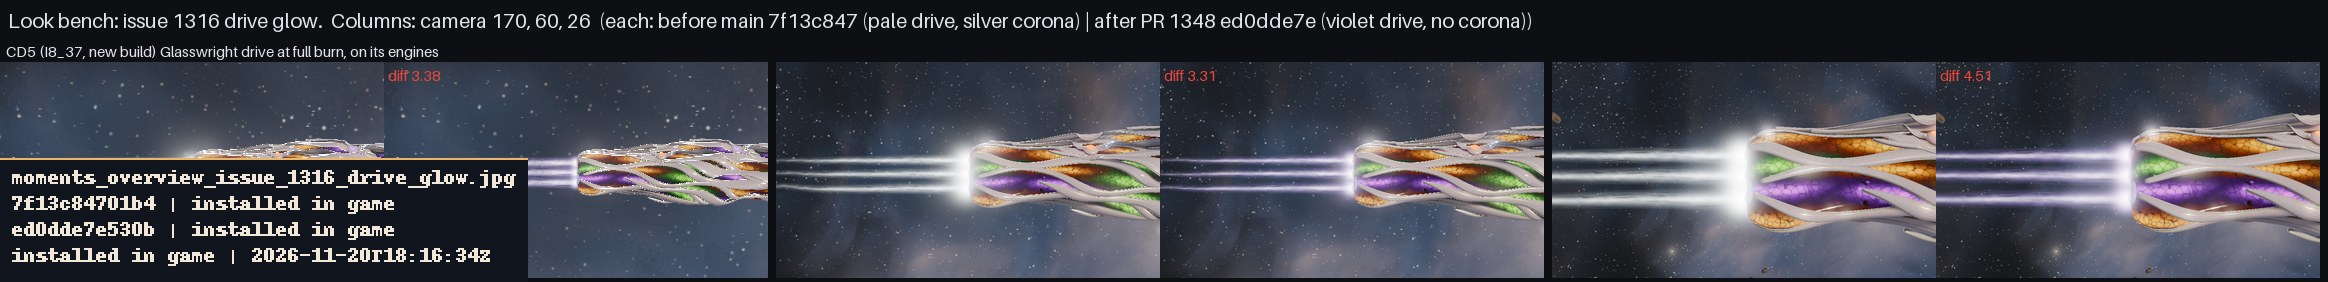 Look bench: issue 1316 drive glow.  Columns: camera 170, 60, 26  (each: before main 7f13c847 (pale drive, silver corona) | after PR 1348 ed0dde7e (violet drive, no corona))
CD5 (I8_37, new build) Glasswright drive at full burn, on its engines
diff 3.38
diff 3.31
diff 4.51
moments_overview_issue_1316_drive_glow.jpg
7f13c84701b4 | installed in game
ed0dde7e530b | installed in game
installed in game | 2026-11-20T18:16:34Z